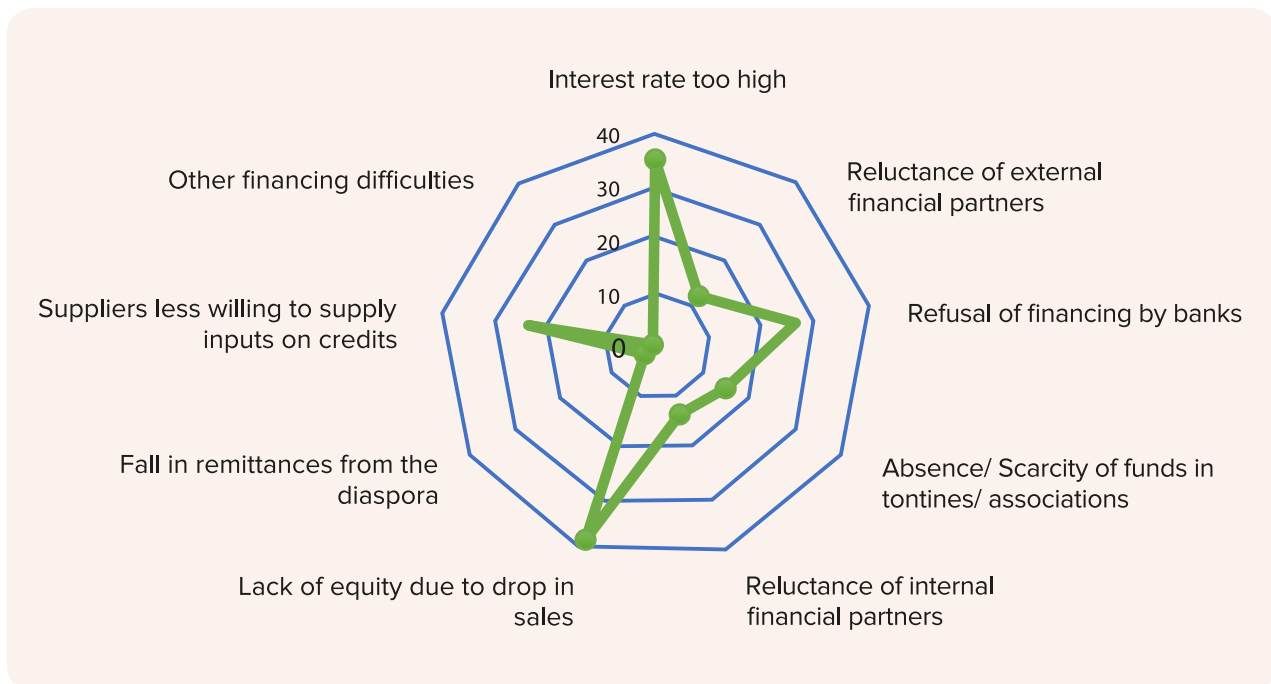 Interest rate too high
40
30
20
10
0
Reluctance of external
financial partners
Refusal of financing by banks
Absence/ Scarcity of funds in
tontines/ associations
Reluctance of internal
financial partners
Lack of equity due to drop in
sales
Fall in remittances from the
diaspora
Suppliers less willing to supply
inputs on credits
Other financing difficulties